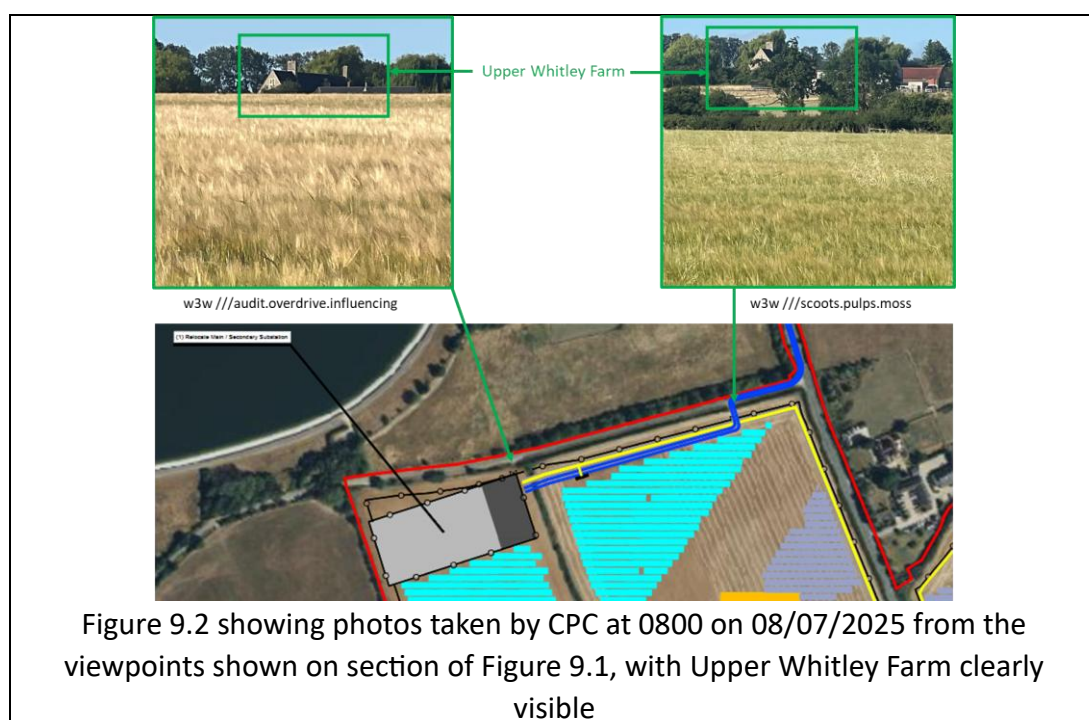 Upper Whitley Farm
w3w ///audit.overdrive.influencing
w3w ///scoots.pulps.moss
(1) Relocate Main / Secondary Substation
Figure 9.2 showing photos taken by CPC at 0800 on 08/07/2025 from the
viewpoints shown on section of Figure 9.1, with Upper Whitley Farm clearly
visible